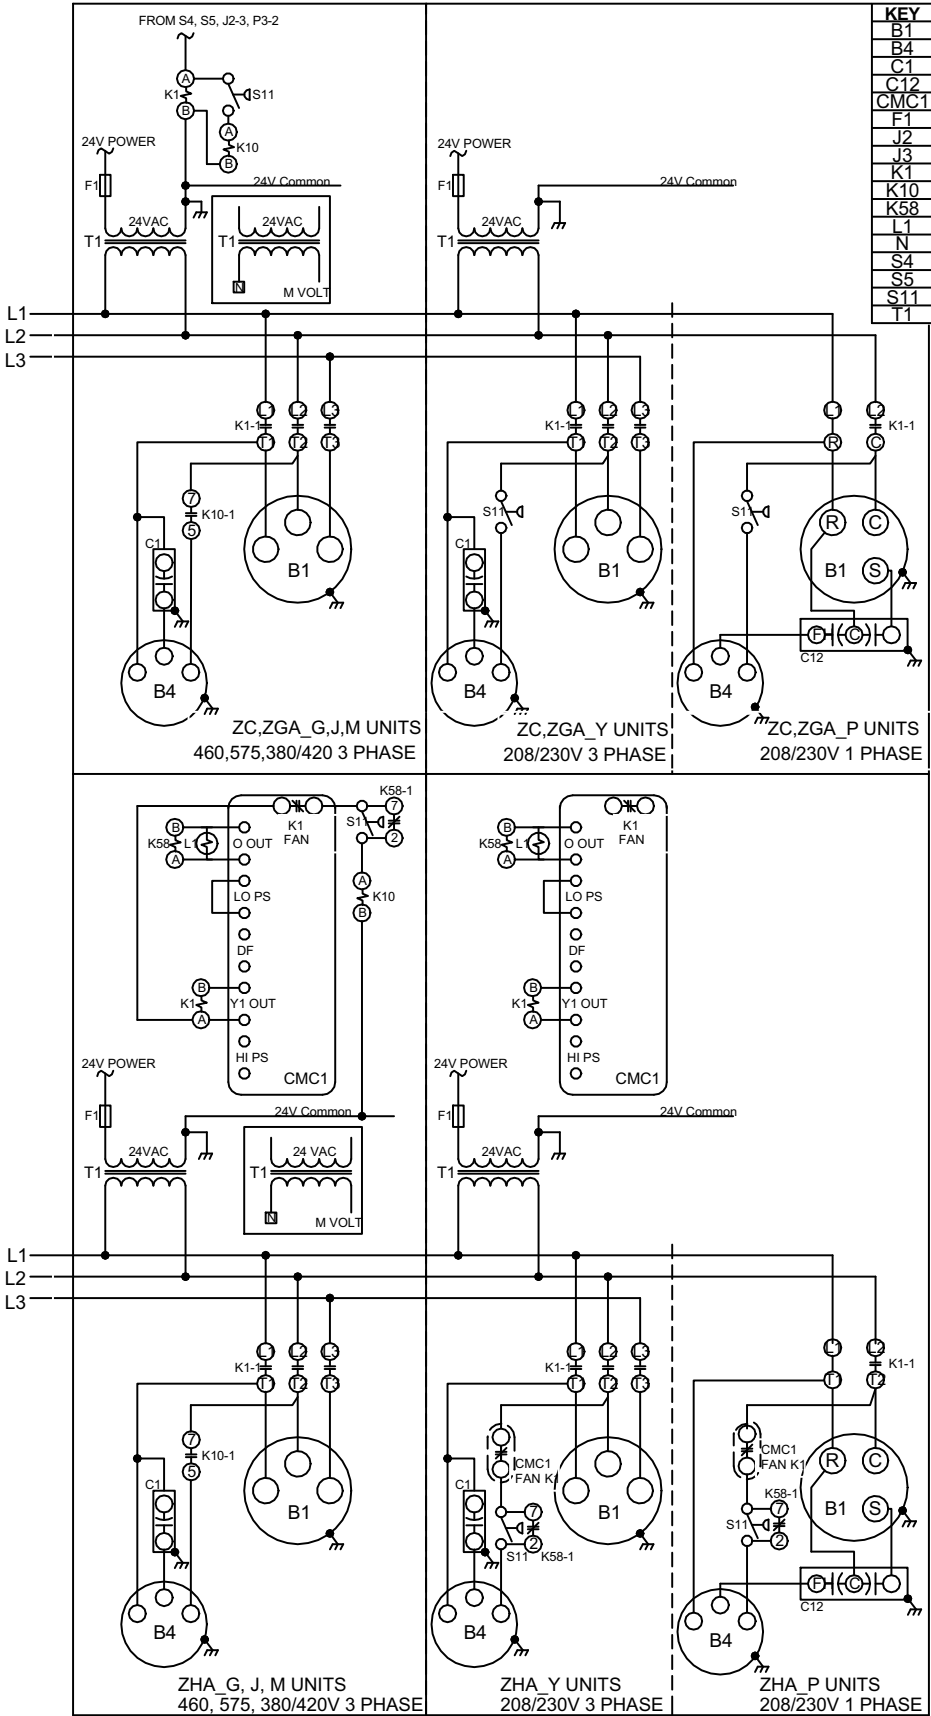 FROM S4, S5, J2-3, P3-2
A
K1
B
S11
A
K10
B
24V POWER
F1
24V Common
24VAC
T1
24VAC
T1
N
M VOLT
24V POWER
F1
24V Common
24VAC
T1
KEY
B1
B4
C1
C12
CMC1
F1
J2
J3
K1
K10
K58
L1
N
S4
S5
S11
T1
L1
L2
L3
L1 L2 L3
K1-1
T1 T2 T3
7
K10-1
5
C1
B1
B4
ZC,ZGA_G,J,M UNITS
460,575,380/420 3 PHASE
L1 L2 L3
K1-1
T1 T2 T3
S11
C1
B1
B4
ZC,ZGA_Y UNITS
208/230V 3 PHASE
L1 L2
K1-1
R C
S11
R C
B1 S
F C
C12
B4
ZC,ZGA_P UNITS
208/230V 1 PHASE
K58-1
7
S11
2
K1
FAN
B
K58 L1
A
O OUT
LO PS
DF
B
K1
A
Y1 OUT
HI PS
CMC1
A
K10
B
24V POWER
F1
24V Common
24VAC
T1
24 VAC
T1
N
M VOLT
K1
FAN
B
K58 L1
A
O OUT
LO PS
DF
B
K1
A
Y1 OUT
HI PS
CMC1
24V POWER
F1
24V Common
24VAC
T1
L1
L2
L3
L1 L2 L3
K1-1
T1 T2 T3
7
K10-1
5
C1
B1
B4
ZHA_G, J, M UNITS
460, 575, 380/420V 3 PHASE
L1 L2 L3
K1-1
T1 T2 T3
CMC1
FAN K1
C1
7
S11
2
K58-1
B1
B4
ZHA_Y UNITS
208/230V 3 PHASE
L1 L2
K1-1
T1 T2
CMC1
FAN K1
K58-1
7
S11
2
R C
B1 S
F C
C12
B4
ZHA_P UNITS
208/230V 1 PHASE